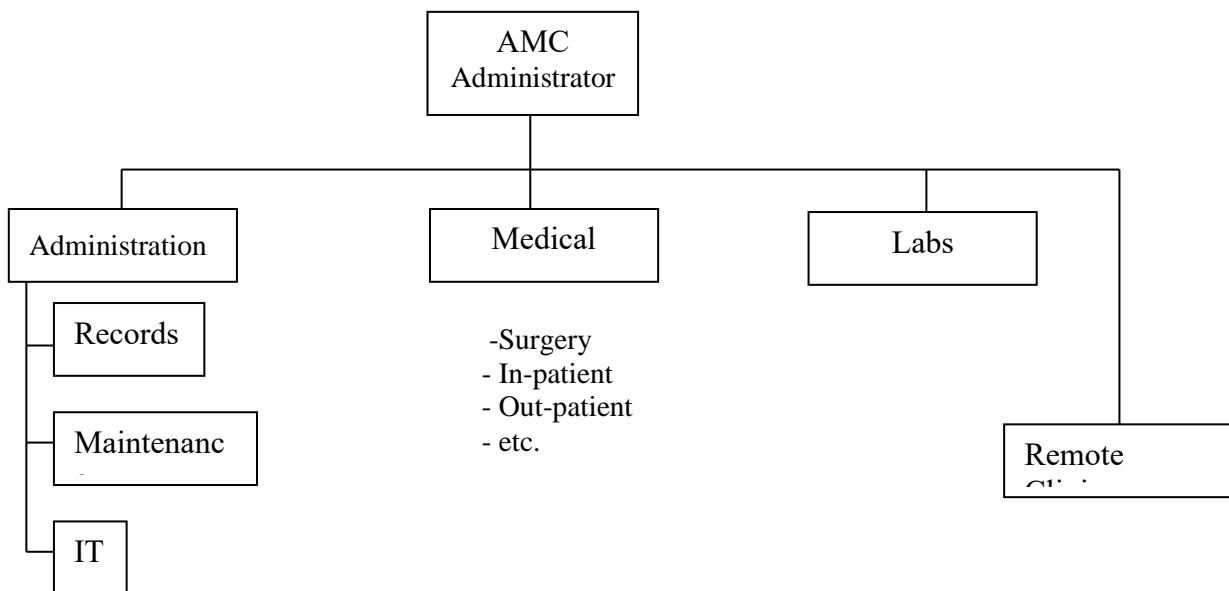 AMC
Administrator
Administration
Medical
Labs
Records
Maintenanc
IT
-Surgery
- In-patient
- Out-patient
- etc.
Remote